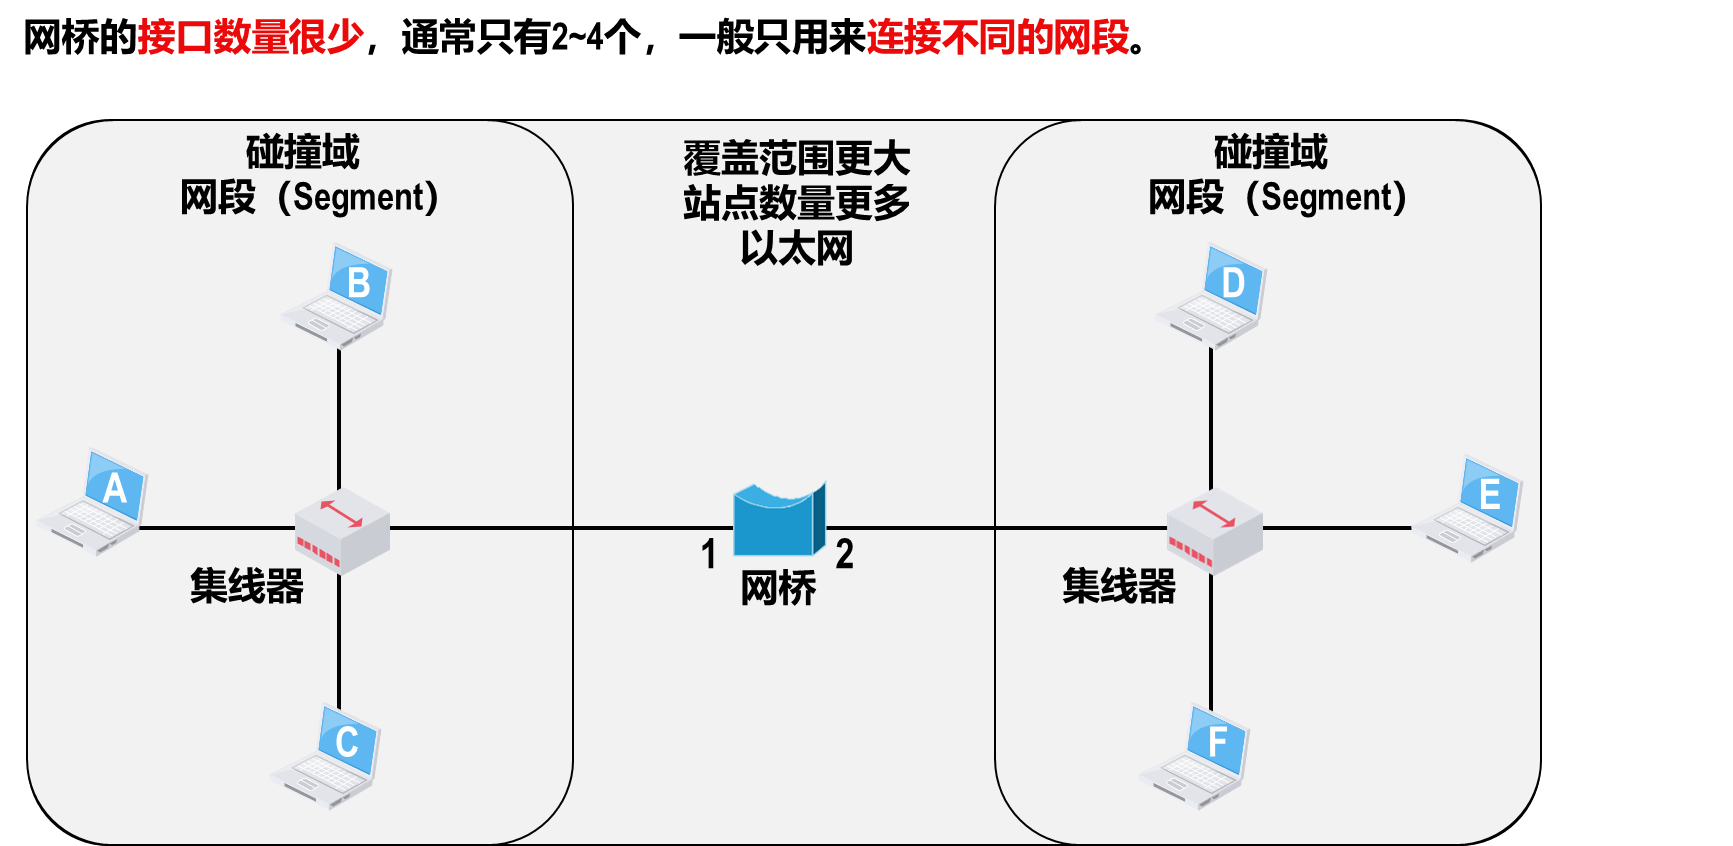 网桥的接口数量很少，通常只有2~4个，一般只用来连接不同的网段。
碰撞域
网段（Segment）
覆盖范围更大
站点数量更多
以太网
碰撞域
网段（Segment）
B
D
A
E
1
2
集线器
网桥
集线器
C
F